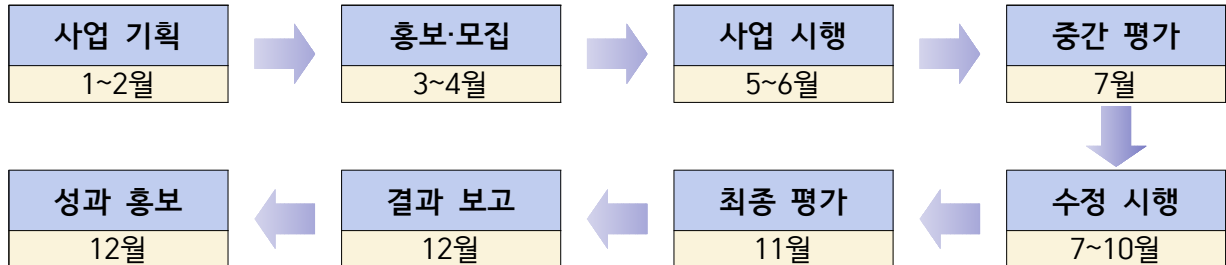 사업 기획
1~2월
홍보·모집
3~4월
사업 시행
5~6월
중간 평가
7월
수정 시행
7~10월
최종 평가
11월
결과 보고
12월
성과 홍보
12월